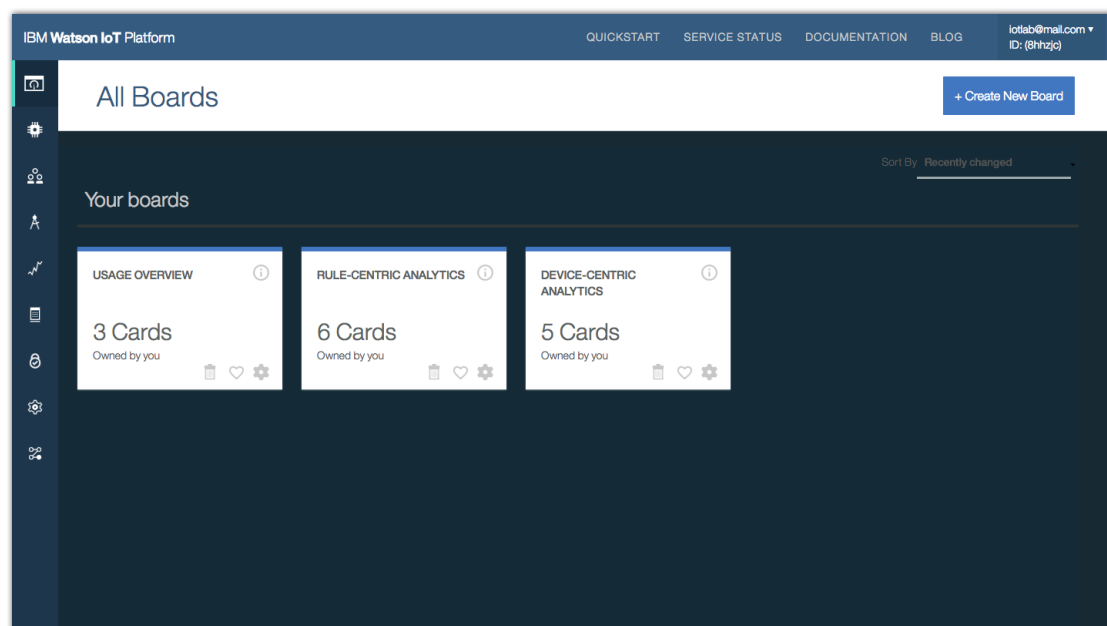 IBM Watson IoT Platform
QUICKSTART
SERVICE STATUS
DOCUMENTATION
BLOG
iotlab@mail.com ▾
ID: (8hhzjc)
All Boards
+ Create New Board
Sort By Recently changed
Your boards
USAGE OVERVIEW
3 Cards
Owned by you
RULE-CENTRIC ANALYTICS
6 Cards
Owned by you
DEVICE-CENTRIC
ANALYTICS
5 Cards
Owned by you